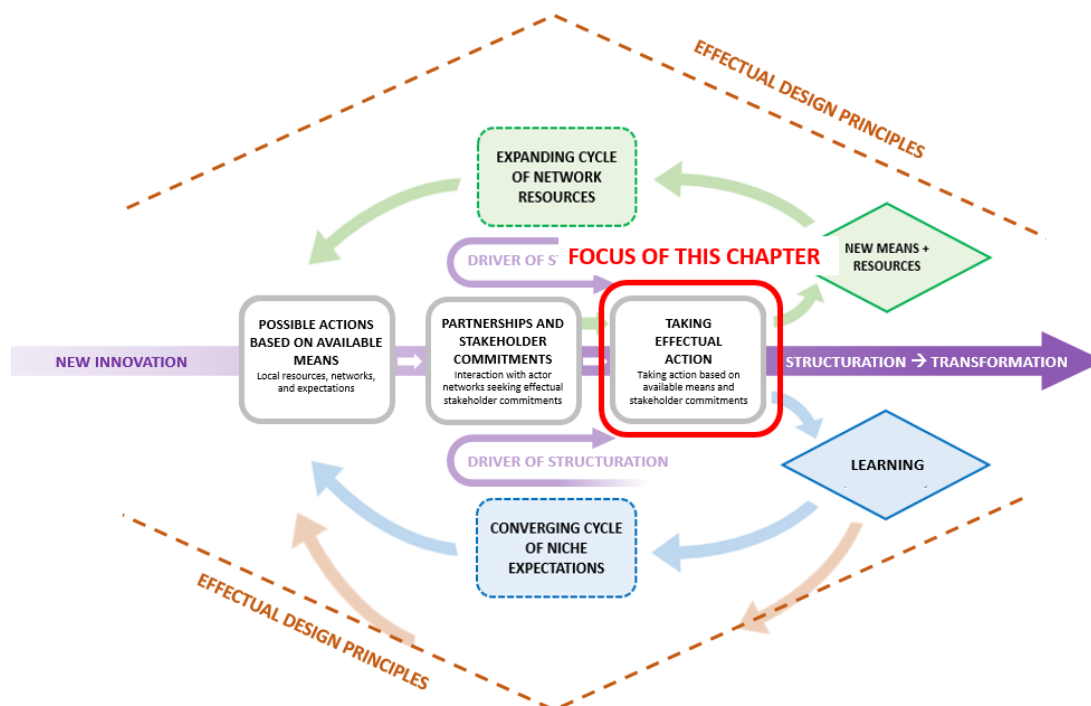 EFFECTUAL DESIGN PRINCIPLES
EXPANDING CYCLE
OF NETWORK
RESOURCES
NEW MEANS +
RESOURCES
DRIVER OF ST
FOCUS OF THIS CHAPTER
NEW INNOVATION
POSSIBLE ACTIONS
BASED ON AVAILABLE
MEANS
Local resources, networks,
and expectations
PARTNERSHIPS AND
STAKEHOLDER
COMMITMENTS
Interaction with actor
networks seeking effectual
stakeholder commitments
TAKING
EFFECTUAL
ACTION
Taking action based on
available means and
stakeholder commitments
STRUCTURATION → TRANSFORMATION
DRIVER OF STRUCTURATION
LEARNING
CONVERGING CYCLE
OF NICHE
EXPECTATIONS
EFFECTUAL DESIGN PRINCIPLES